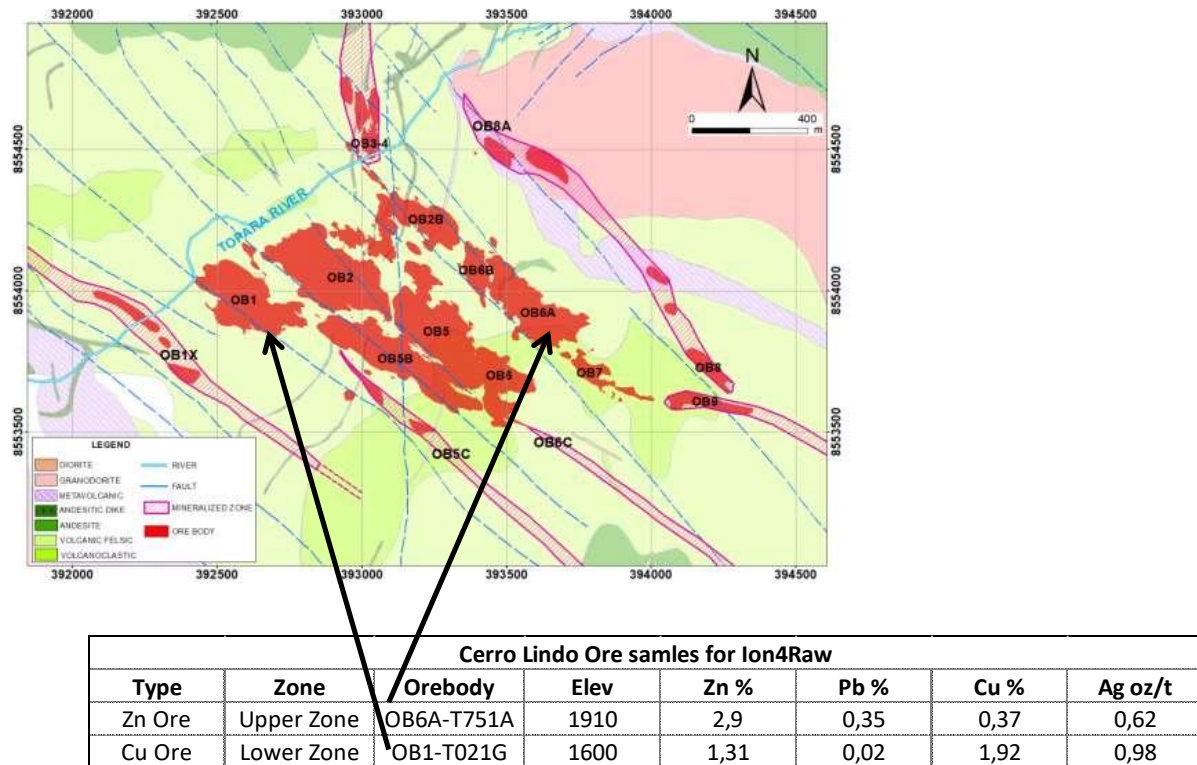 392000 392500 393000 393500 394000 394500
N
0 400
m
8554500 8554500
8554000 8554000
8553500 8553500
OB3-4
OB8A
TOPARA RIVER
OB2B
OB6B
OB2
OB1
OB6A
OB5
OB1X
OB5B
OB6
OB7
OB8
OB9
OB5C
OB6C
LEGEND
DIORITE
GRANODORITE
METAVOLCANIC
ANDESITIC DIKE
ANDESITE
VOLCANIC FELSIC
VOLCANOCLASTIC
RIVER
FAULT
MINERALIZED ZONE
ORE BODY
392000 392500 393000 393500 394000 394500
Cerro Lindo Ore samles for Ion4Raw
Type Zone Orebody Elev Zn % Pb % Cu % Ag oz/t
Zn Ore Upper Zone OB6A-T751A 1910 2,9 0,35 0,37 0,62
Cu Ore Lower Zone OB1-T021G 1600 1,31 0,02 1,92 0,98